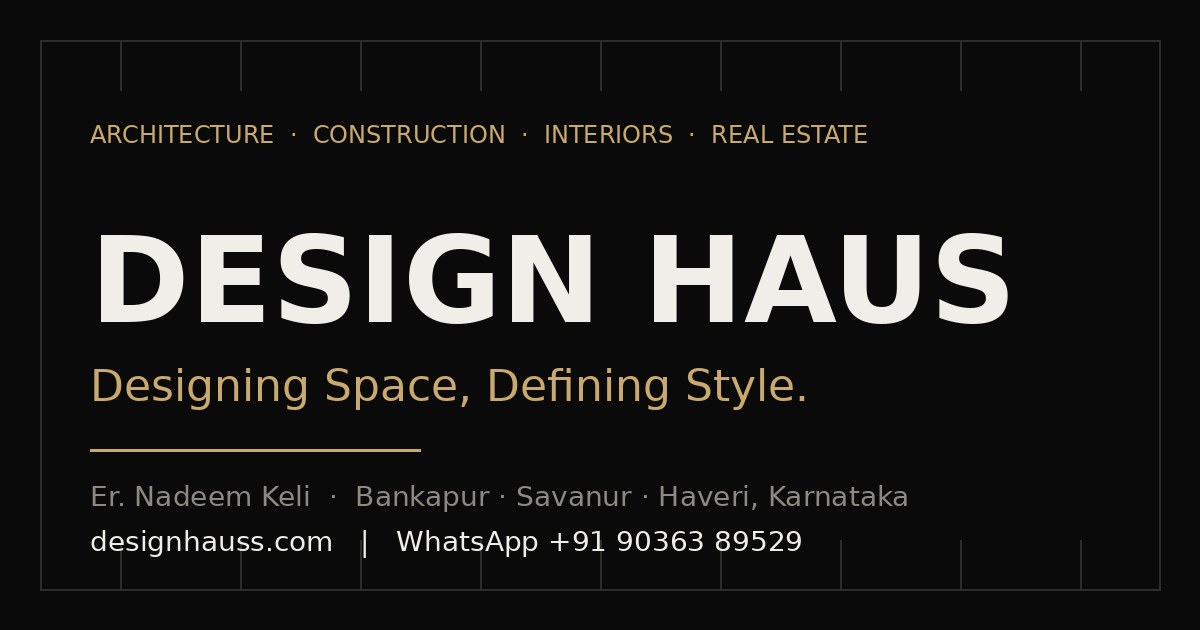 ARCHITECTURE · CONSTRUCTION · INTERIORS · REAL ESTATE
DESIGN HAUS
Designing Space, Defining Style.
Er. Nadeem Keli · Bankapur · Savanur · Haveri, Karnataka
designhauss.com | WhatsApp +91 90363 89529